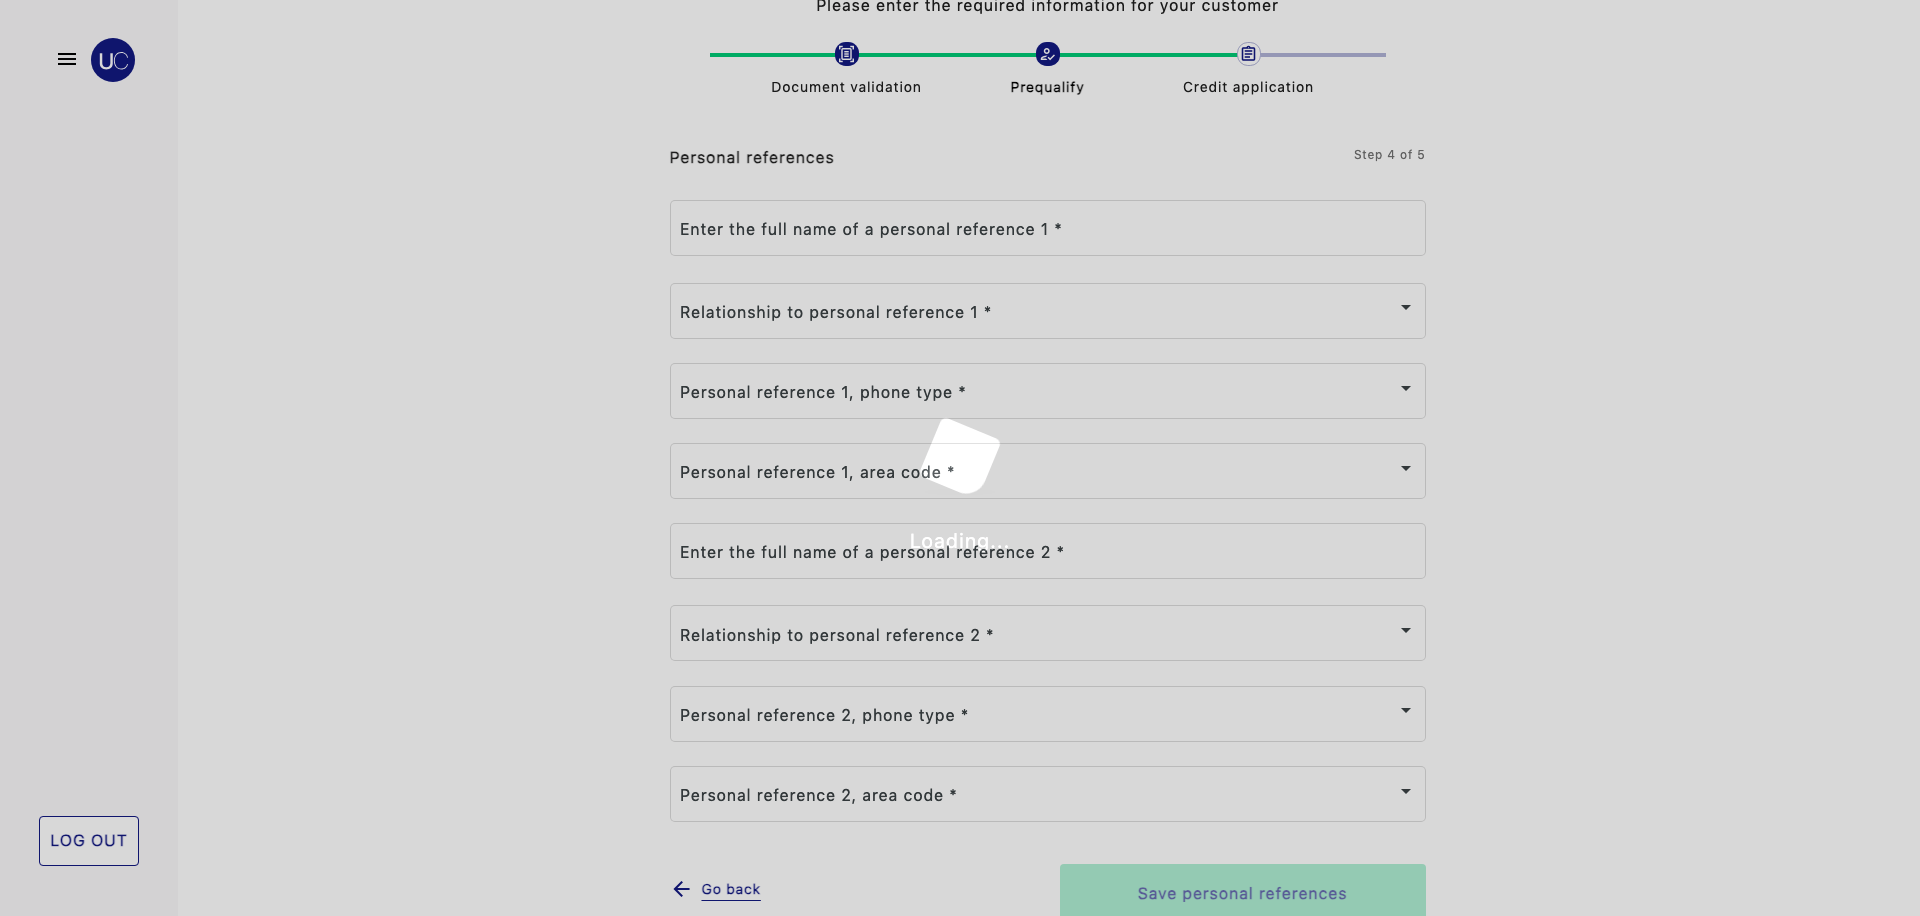 Please enter the required information for your customer
UC
Document validation
Prequalify
Credit application
Personal references
Step 4 of 5
Enter the full name of a personal reference 1 *
Relationship to personal reference 1 *
Personal reference 1, phone type *
Personal reference 1, area code *
Loading...
Enter the full name of a personal reference 2 *
Relationship to personal reference 2 *
Personal reference 2, phone type *
Personal reference 2, area code *
LOG OUT
Go back
Save personal references